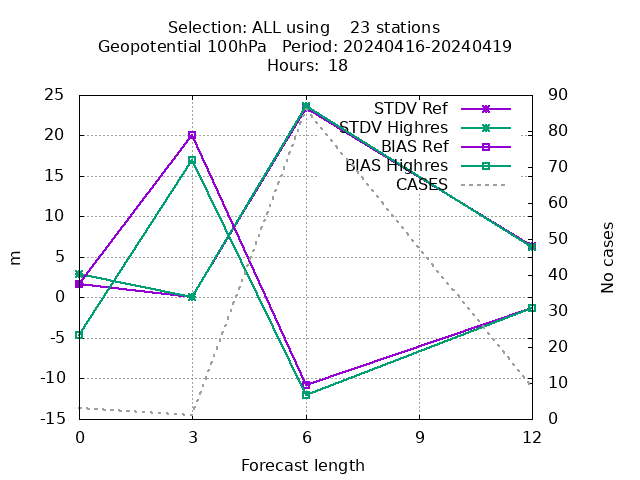 Selection: ALL using    23 stations
Geopotential 100hPa   Period: 20240416-20240419
Hours:  18
STDV Ref
STDV Highres
BIAS Ref
BIAS Highres
CASES
25
20
15
10
5
0
-5
-10
-15
m
90
80
70
60
50
40
30
20
10
0
No cases
0 3 6 9 12
Forecast length